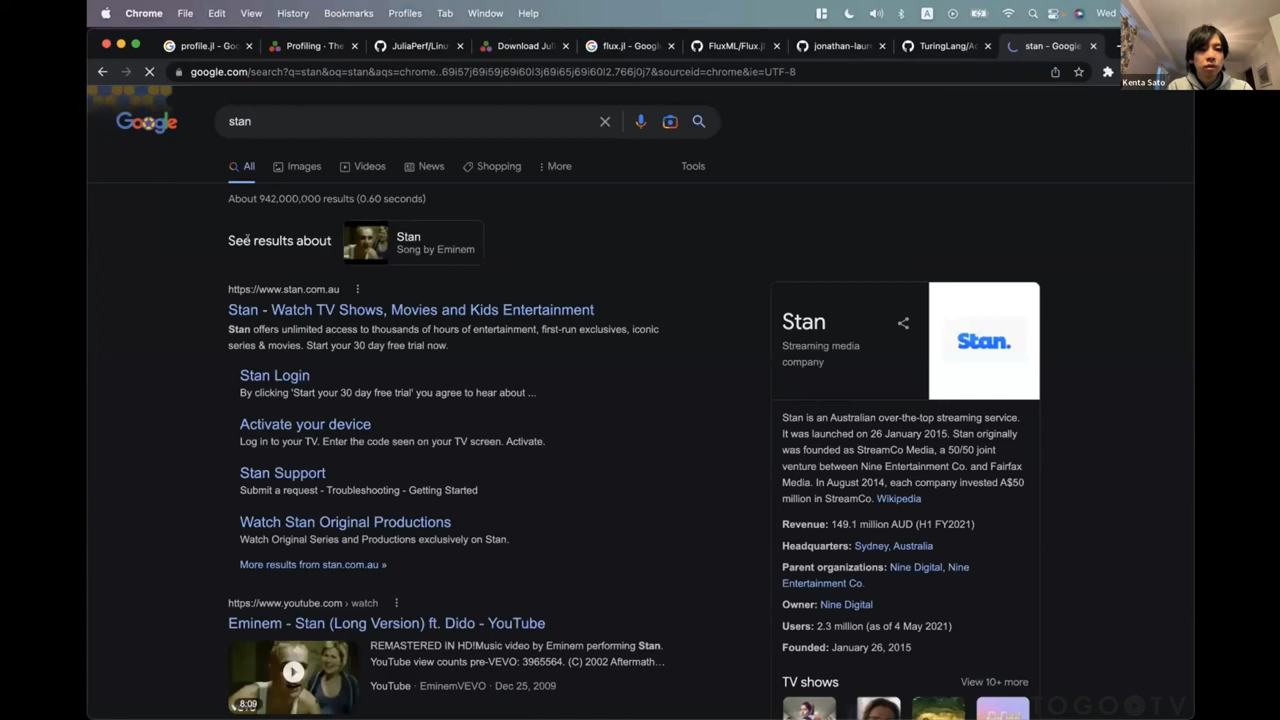 Chrome File Edit View History Bookmarks Profiles Tab Window Help A Wed
profile.jl - Goo
Profiling · The
JuliaPerf/Linu
Download Juli
flux.jl - Google
FluxML/Flux.j
jonathan-laur
TuringLang/A
stan - Google
google.com/search?q=stan&oq=stan&aqs=chrome..69i57j69i59j69i60l3j69i65j69i60l2.766j0j7&sourceid=chrome&ie=UTF-8
Kenta Sato
Google
stan
All Images Videos News Shopping More Tools
About 942,000,000 results (0.60 seconds)
See results about
Stan
Song by Eminem
https://www.stan.com.au
Stan - Watch TV Shows, Movies and Kids Entertainment
Stan offers unlimited access to thousands of hours of entertainment, first-run exclusives, iconic
series & movies. Start your 30 day free trial now.
Stan Login
By clicking 'Start your 30 day free trial' you agree to hear about ...
Activate your device
Log in to your TV. Enter the code seen on your TV screen. Activate.
Stan Support
Submit a request - Troubleshooting - Getting Started
Watch Stan Original Productions
Watch Original Series and Productions exclusively on Stan.
More results from stan.com.au »
https://www.youtube.com › watch
Eminem - Stan (Long Version) ft. Dido - YouTube
REMASTERED IN HD!Music video by Eminem performing Stan.
YouTube view counts pre-VEVO: 3965564. (C) 2002 Aftermath…
YouTube · EminemVEVO · Dec 25, 2009
8:09
Stan
Streaming media
company
Stan.
Stan is an Australian over-the-top streaming service.
It was launched on 26 January 2015. Stan originally
was founded as StreamCo Media, a 50/50 joint
venture between Nine Entertainment Co. and Fairfax
Media. In August 2014, each company invested A$50
million in StreamCo. Wikipedia
Revenue: 149.1 million AUD (H1 FY2021)
Headquarters: Sydney, Australia
Parent organizations: Nine Digital, Nine
Entertainment Co.
Owner: Nine Digital
Users: 2.3 million (as of 4 May 2021)
Founded: January 26, 2015
TV shows View 10+ more
TOGOTV